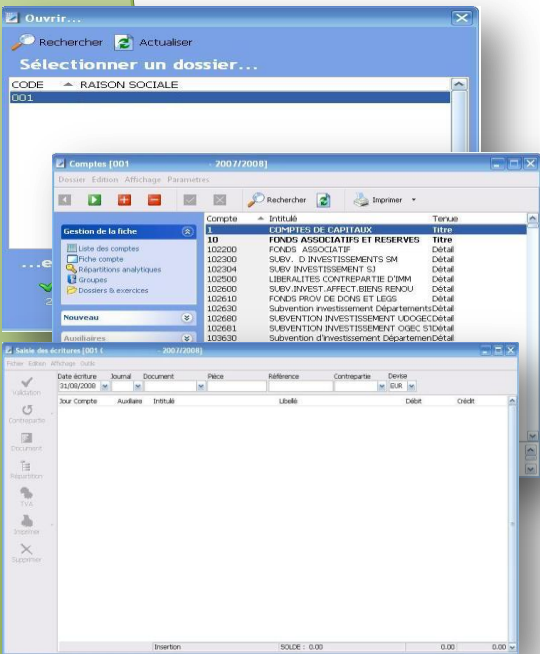 Ouvrir...
Rechercher Actualiser
Sélectionner un dossier...
CODE RAISON SOCIALE
001
...e
2
Comptes [001 - 2007/2008]
Dossier Edition Affichage Parametres
Rechercher Imprimer
Gestion de la fiche
Liste des comptes
Fiche compte
Répartitions analytiques
Groupes
Dossiers & exercices
Nouveau
Auxiliaires
Compte Intitulé Tenue
1 COMPTES DE CAPITAUX Titre
10 FONDS ASSOCIATIFS ET RESERVES Titre
102200 FONDS ASSOCIATIF Détail
102300 SUBV. D INVESTISSEMENTS SM Détail
102304 SUBV INVESTISSEMENT SJ Détail
102500 LIBERALITES CONTREPARTIE D'IMM Détail
102600 SUBV.INVEST.AFFECT.BIENS RENOU Détail
102610 FONDS PROV DE DONS ET LEGS Détail
102630 Subvention investissement Départements Détail
102680 SUBVENTION INVESTISSEMENT UDOGEC Détail
102681 SUBVENTION INVESTISSEMENT OGEC ST Détail
103630 Subvention d'investissement Départemen Détail
Saisie des écritures [001 ( - 2007/2008]
Fichier Edition Affichage Outils
Validation
Contrepartie
Document
Répartition
TVA
Imprimer
Supprimer
Date écriture Journal Document Pièce Référence Contrepartie Devise
31/08/2008 EUR
Jour Compte Auxiliaire Intitulé Libellé Débit Crédit
Insertion SOLDE : 0.00 0.00 0.00